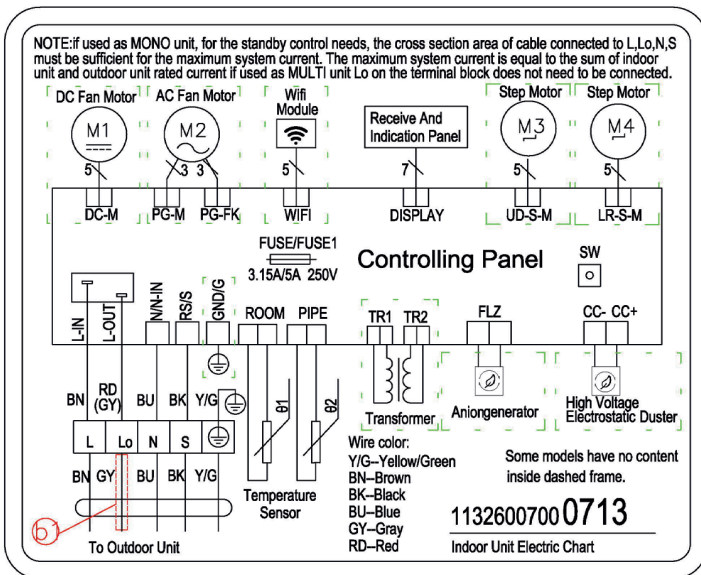 NOTE:if used as MONO unit, for the standby control needs, the cross section area of cable connected to L,Lo,N,S
must be sufficient for the maximum system current. The maximum system current is equal to the sum of indoor
unit and outdoor unit rated current if used as MULTI unit Lo on the terminal block does not need to be connected.
DC Fan Motor
AC Fan Motor
Wifi
Module
Step Motor
Step Motor
M1
M2
Receive And
Indication Panel
M3
M4
5
3
3
5
7
5
5
DC-M
PG-M
PG-FK
WIFI
DISPLAY
UD-S-M
LR-S-M
FUSE/FUSE1
3.15A/5A 250V
Controlling Panel
SW
L-IN
L-OUT
N/N-IN
RS/S
GND/G
ROOM
PIPE
TR1
TR2
FLZ
CC-
CC+
BN
RD
(GY)
BU
BK
Y/G
θ1
θ2
Transformer
Aniongenerator
High Voltage
Electrostatic Duster
L
Lo
N
S
BN
GY
BU
BK
Y/G
Temperature
Sensor
Wire color:
Y/G--Yellow/Green
BN--Brown
BK--Black
BU--Blue
GY--Gray
RD--Red
Some models have no content
inside dashed frame.
b1
To Outdoor Unit
1132600700 0713
Indoor Unit Electric Chart